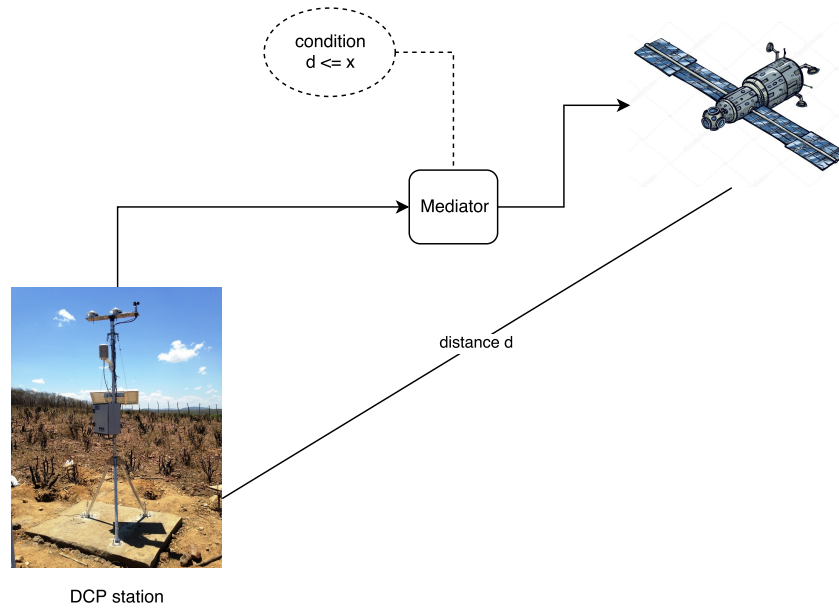 condition
d <= x
Mediator
distance d
DCP station